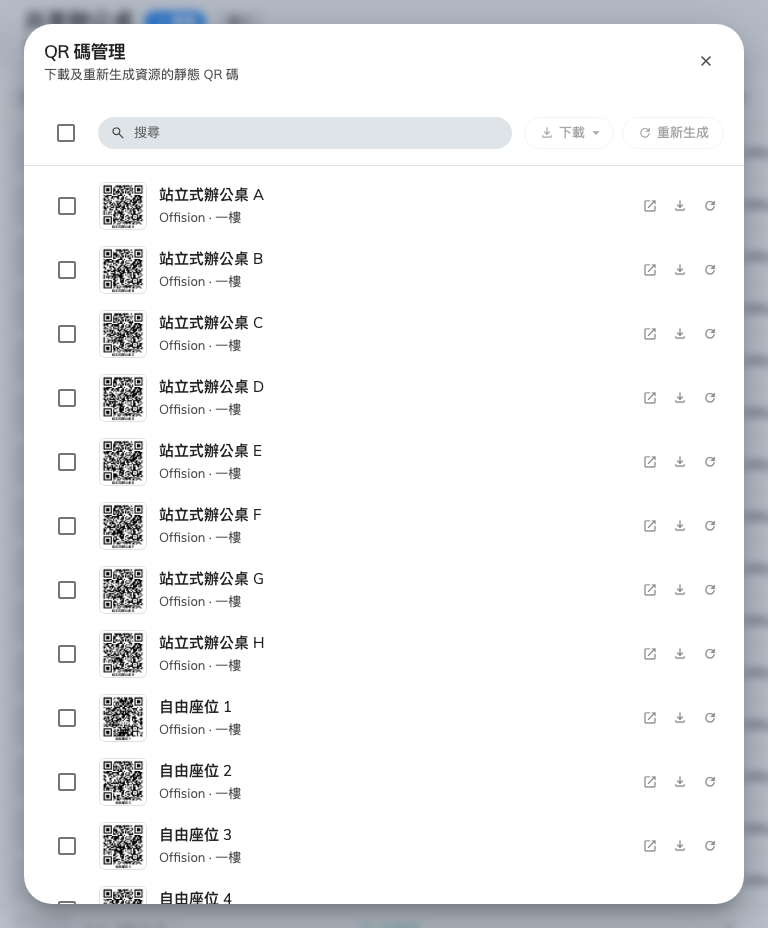 QR 碼管理
下載及重新生成資源的靜態 QR 碼
搜尋
下載
重新生成
站立式辦公桌 A
Offision · 一樓
站立式辦公桌 B
Offision · 一樓
站立式辦公桌 C
Offision · 一樓
站立式辦公桌 D
Offision · 一樓
站立式辦公桌 E
Offision · 一樓
站立式辦公桌 F
Offision · 一樓
站立式辦公桌 G
Offision · 一樓
站立式辦公桌 H
Offision · 一樓
自由座位 1
Offision · 一樓
自由座位 2
Offision · 一樓
自由座位 3
Offision · 一樓
自由座位 4